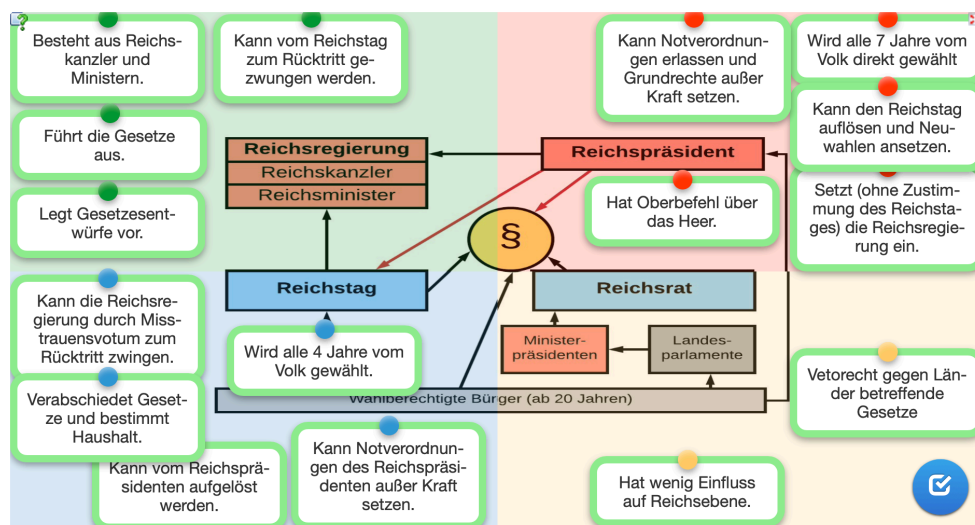 Besteht aus Reichs-
kanzler und
Ministern.
Kann vom Reichstag
zum Rücktritt ge-
zwungen werden.
Kann Notverordnun-
gen erlassen und
Grundrechte außer
Kraft setzen.
Wird alle 7 Jahre vom
Volk direkt gewählt
Führt die Gesetze
aus.
Kann den Reichstag
auflösen und Neu-
wahlen ansetzen.
Reichsregierung
Reichskanzler
Reichsminister
Reichspräsident
Legt Gesetzesent-
würfe vor.
Hat Oberbefehl über
das Heer.
Setzt (ohne Zustim-
mung des Reichsta-
ges) die Reichsregie-
rung ein.
§
Reichstag
Reichsrat
Kann die Reichsre-
gierung durch Miss-
trauensvotum zum
Rücktritt zwingen.
Wird alle 4 Jahre vom
Volk gewählt.
Minister-
präsidenten
Landes-
parlamente
Vetorecht gegen Län-
der betreffende
Gesetze
Verabschiedet Geset-
ze und bestimmt
Haushalt.
Wahlberechtigte Bürger (ab 20 Jahren)
Kann vom Reichsprä-
sidenten aufgelöst
werden.
Kann Notverordnun-
gen des Reichspräsi-
denten außer Kraft
setzen.
Hat wenig Einfluss
auf Reichsebene.